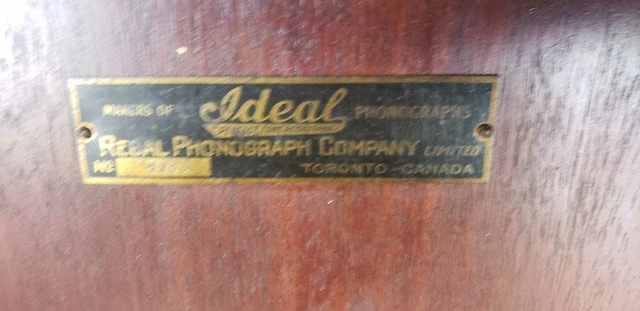 MAKERS OF Ideal PHONOGRAPHS
REGAL PHONOGRAPH COMPANY LIMITED
NO. TORONTO-CANADA